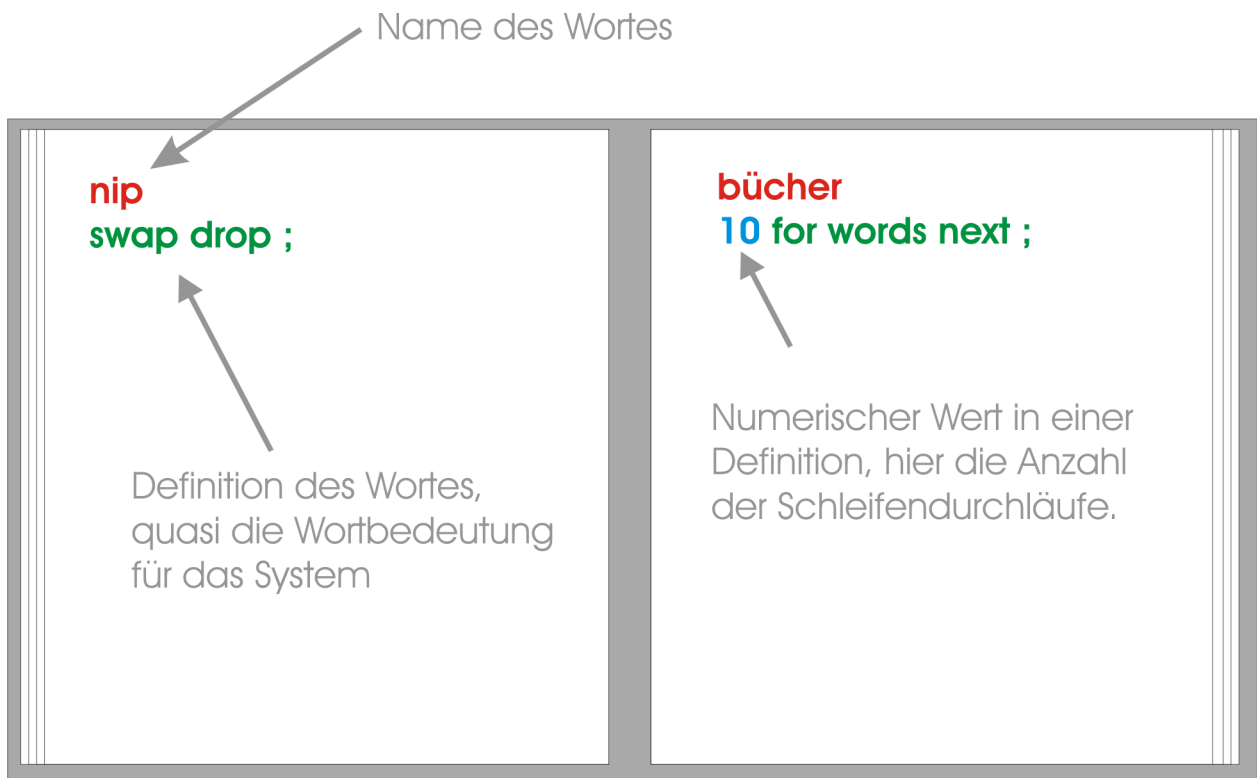 Name des Wortes
nip
swap drop ;
Definition des Wortes,
quasi die Wortbedeutung
für das System
bücher
10 for words next ;
Numerischer Wert in einer
Definition, hier die Anzahl
der Schleifendurchläufe.